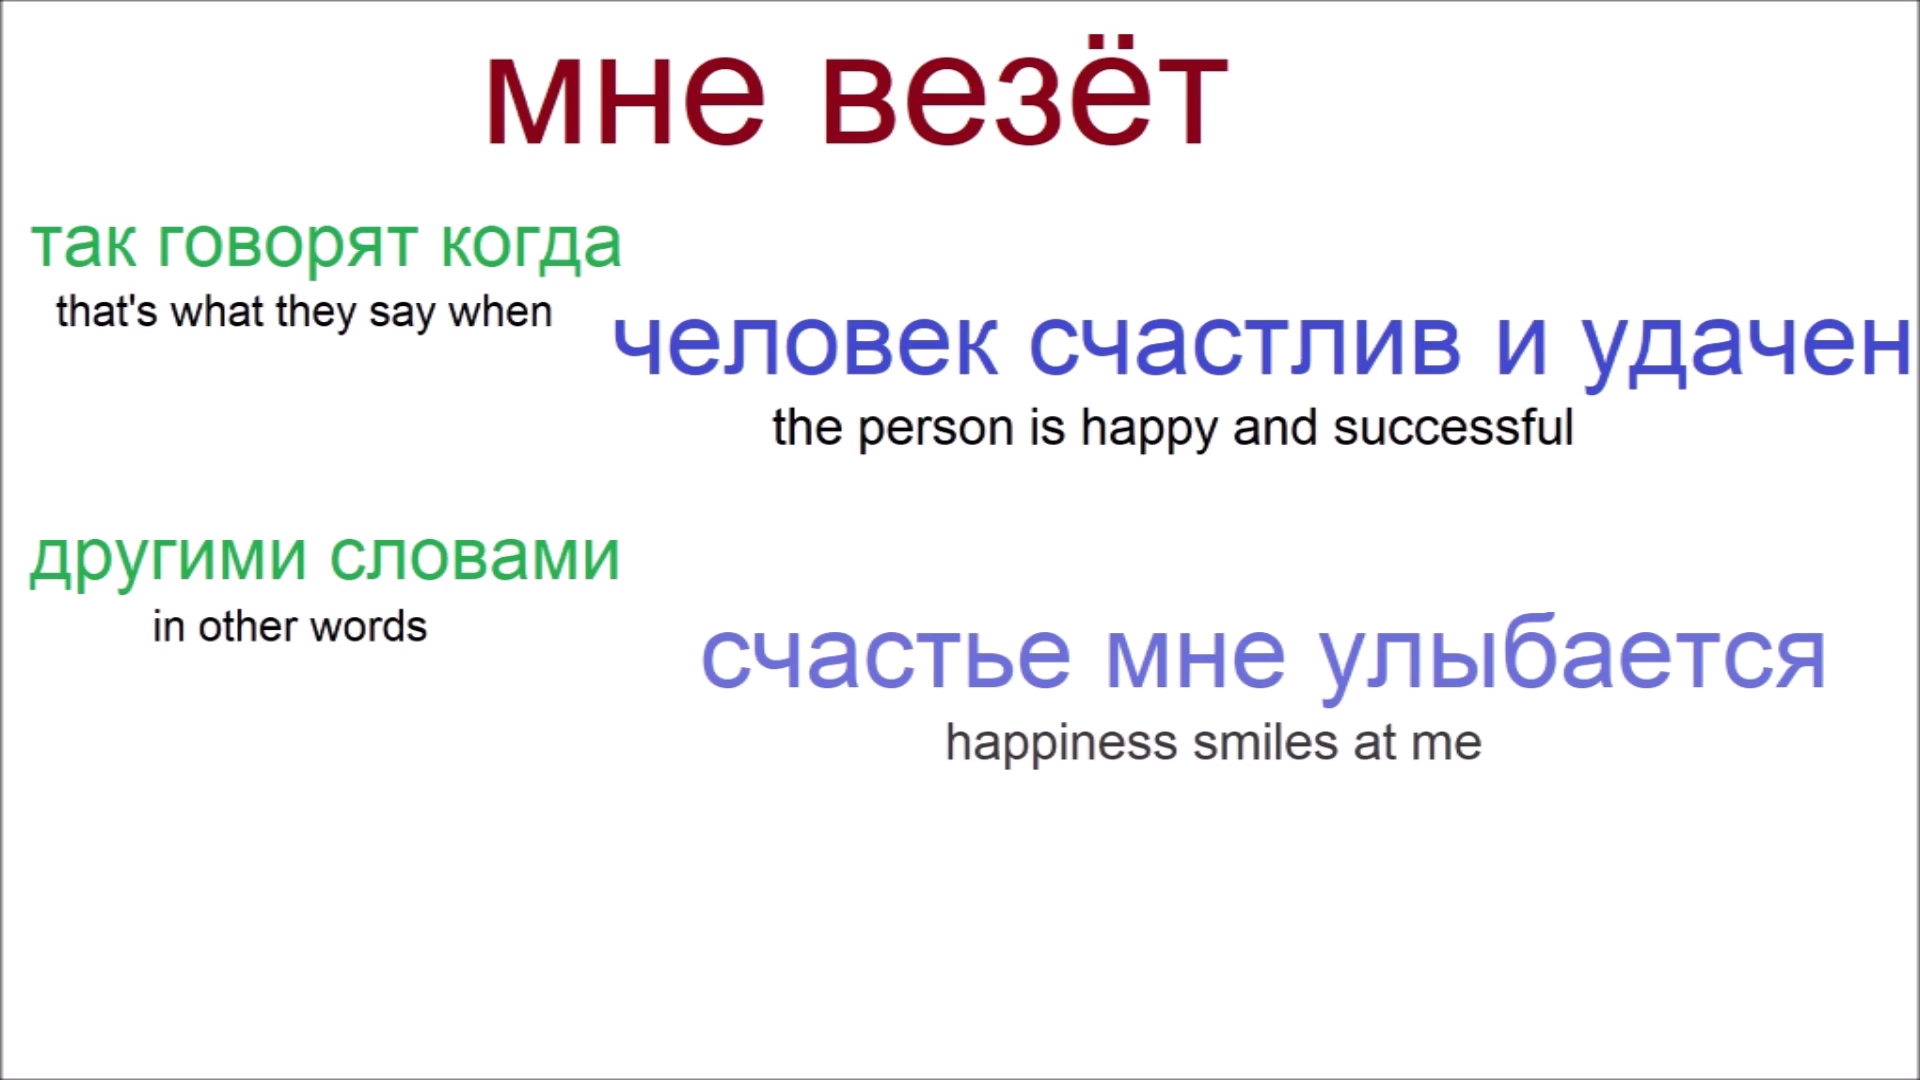 мне везёт
так говорят когда
that's what they say when
человек счастлив и удачен
the person is happy and successful
другими словами
in other words
счастье мне улыбается
happiness smiles at me